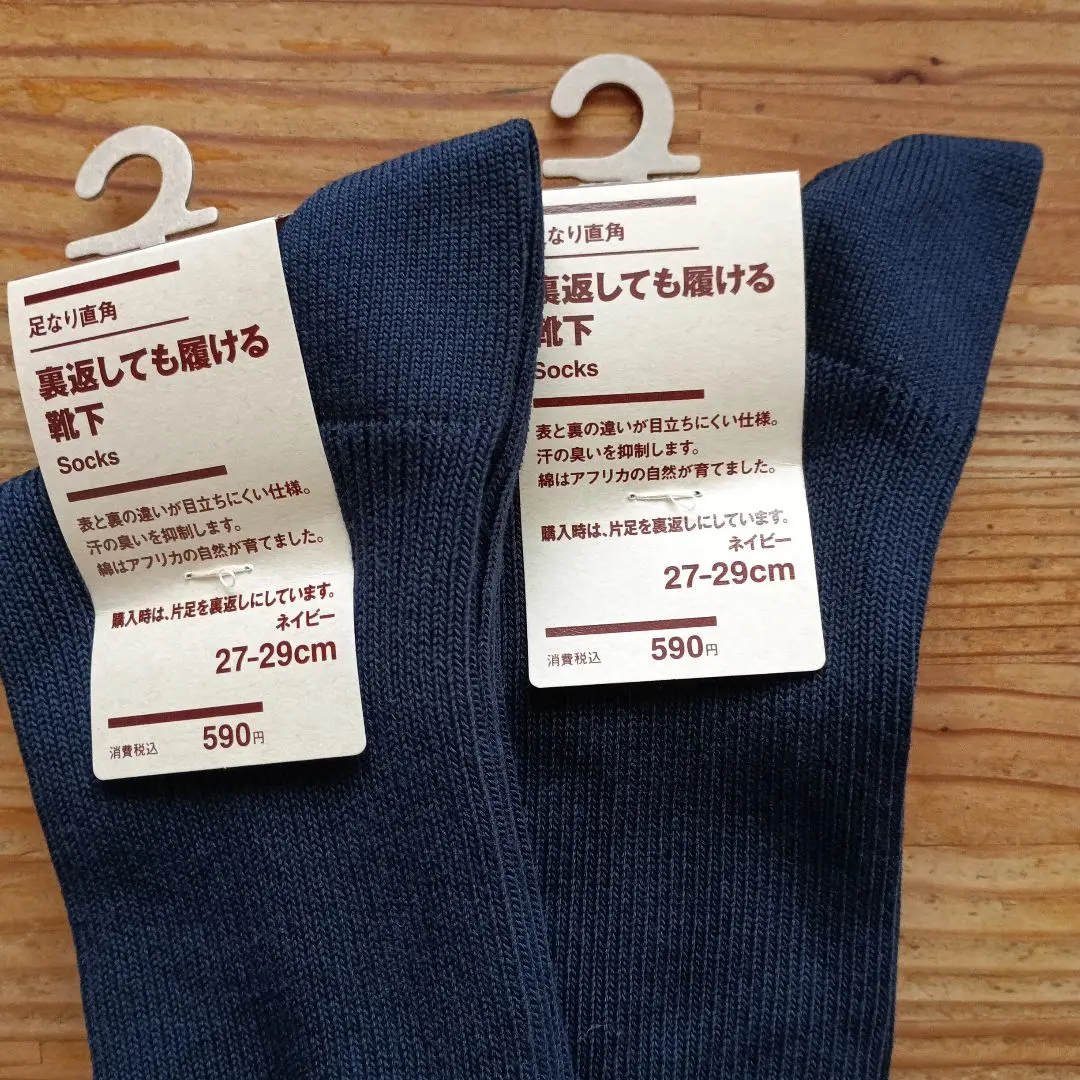 足なり直角
裏返しても履ける
靴下
Socks
表と裏の違いが目立ちにくい仕様。
汗の臭いを抑制します。
綿はアフリカの自然が育てました。
購入時は、片足を裏返しにしています。
ネイビー
27-29cm
消費税込 590円
なり直角
裏返しても履ける
靴下
Socks
表と裏の違いが目立ちにくい仕様。
汗の臭いを抑制します。
綿はアフリカの自然が育てました。
購入時は、片足を裏返しにしています。
ネイビー
27-29cm
消費税込 590円